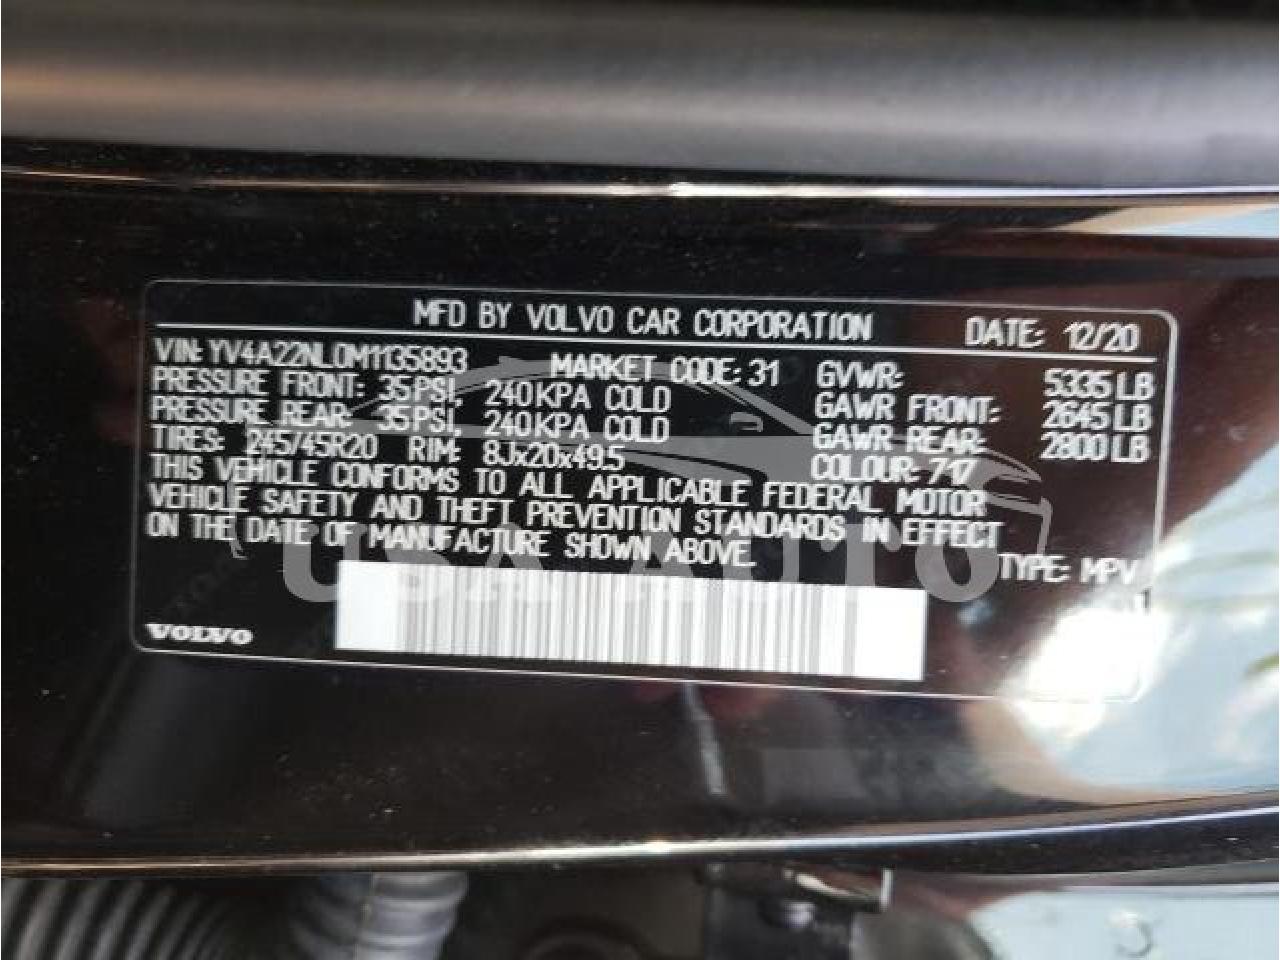 MFD BY VOLVO CAR CORPORATION DATE: 12/20
VIN: YV4A22NL0M1135893 MARKET CODE: 31 GVWR: 5335 LB
PRESSURE FRONT: 35 PSI, 240 KPA COLD GAWR FRONT: 2645 LB
PRESSURE REAR: 35 PSI, 240 KPA COLD GAWR REAR: 2800 LB
TIRES: 245/45R20 RIM: 8Jx20x49.5 COLOUR: 717
THIS VEHICLE CONFORMS TO ALL APPLICABLE FEDERAL MOTOR
VEHICLE SAFETY AND THEFT PREVENTION STANDARDS IN EFFECT
ON THE DATE OF MANUFACTURE SHOWN ABOVE.
TYPE: MPV
USA AUTO
VOLVO